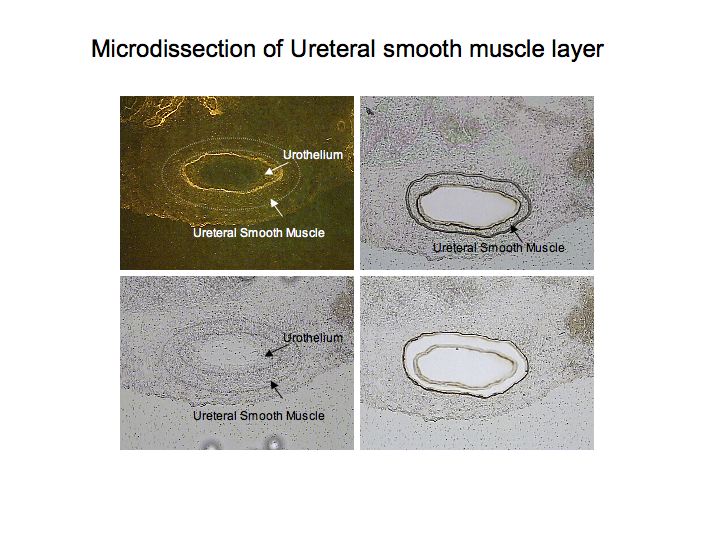 Microdissection of Ureteral smooth muscle layer
Urothelium
Ureteral Smooth Muscle
Ureteral Smooth Muscle
Urothelium
Ureteral Smooth Muscle